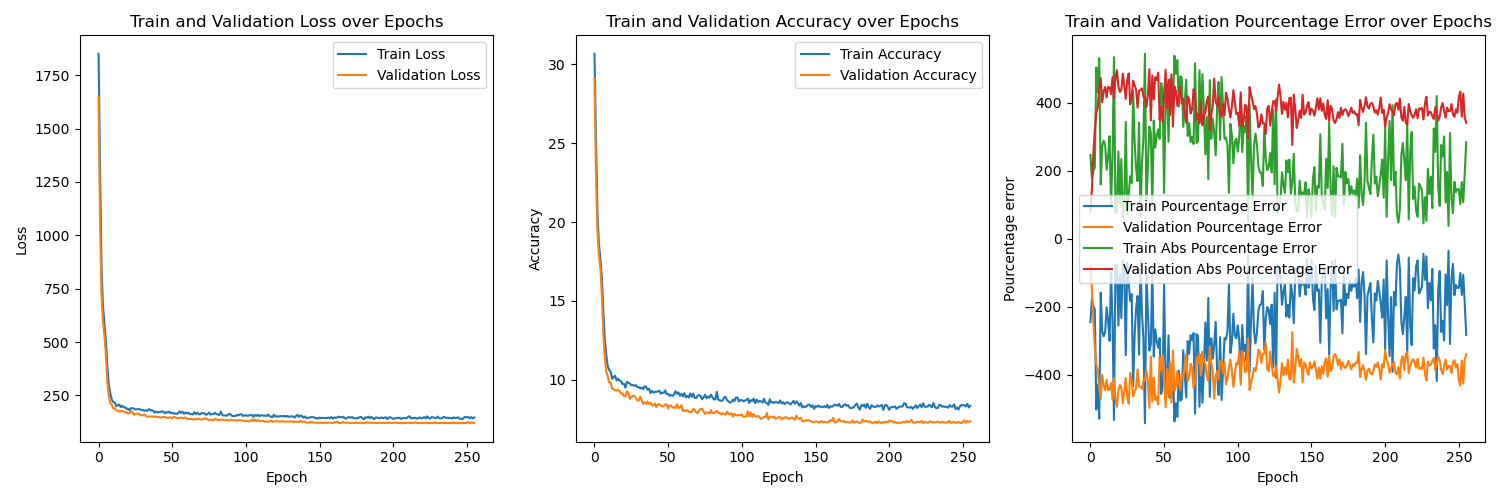 Train and Validation Loss over Epochs
Train Loss
Validation Loss
1750
1500
1250
1000
750
500
250
Loss
0
50
100
150
200
250
Epoch
Train and Validation Accuracy over Epochs
Train Accuracy
Validation Accuracy
30
25
20
15
10
Accuracy
0
50
100
150
200
250
Epoch
Train and Validation Pourcentage Error over Epochs
400
200
0
−200
−400
Pourcentage error
Train Pourcentage Error
Validation Pourcentage Error
Train Abs Pourcentage Error
Validation Abs Pourcentage Error
0
50
100
150
200
250
Epoch